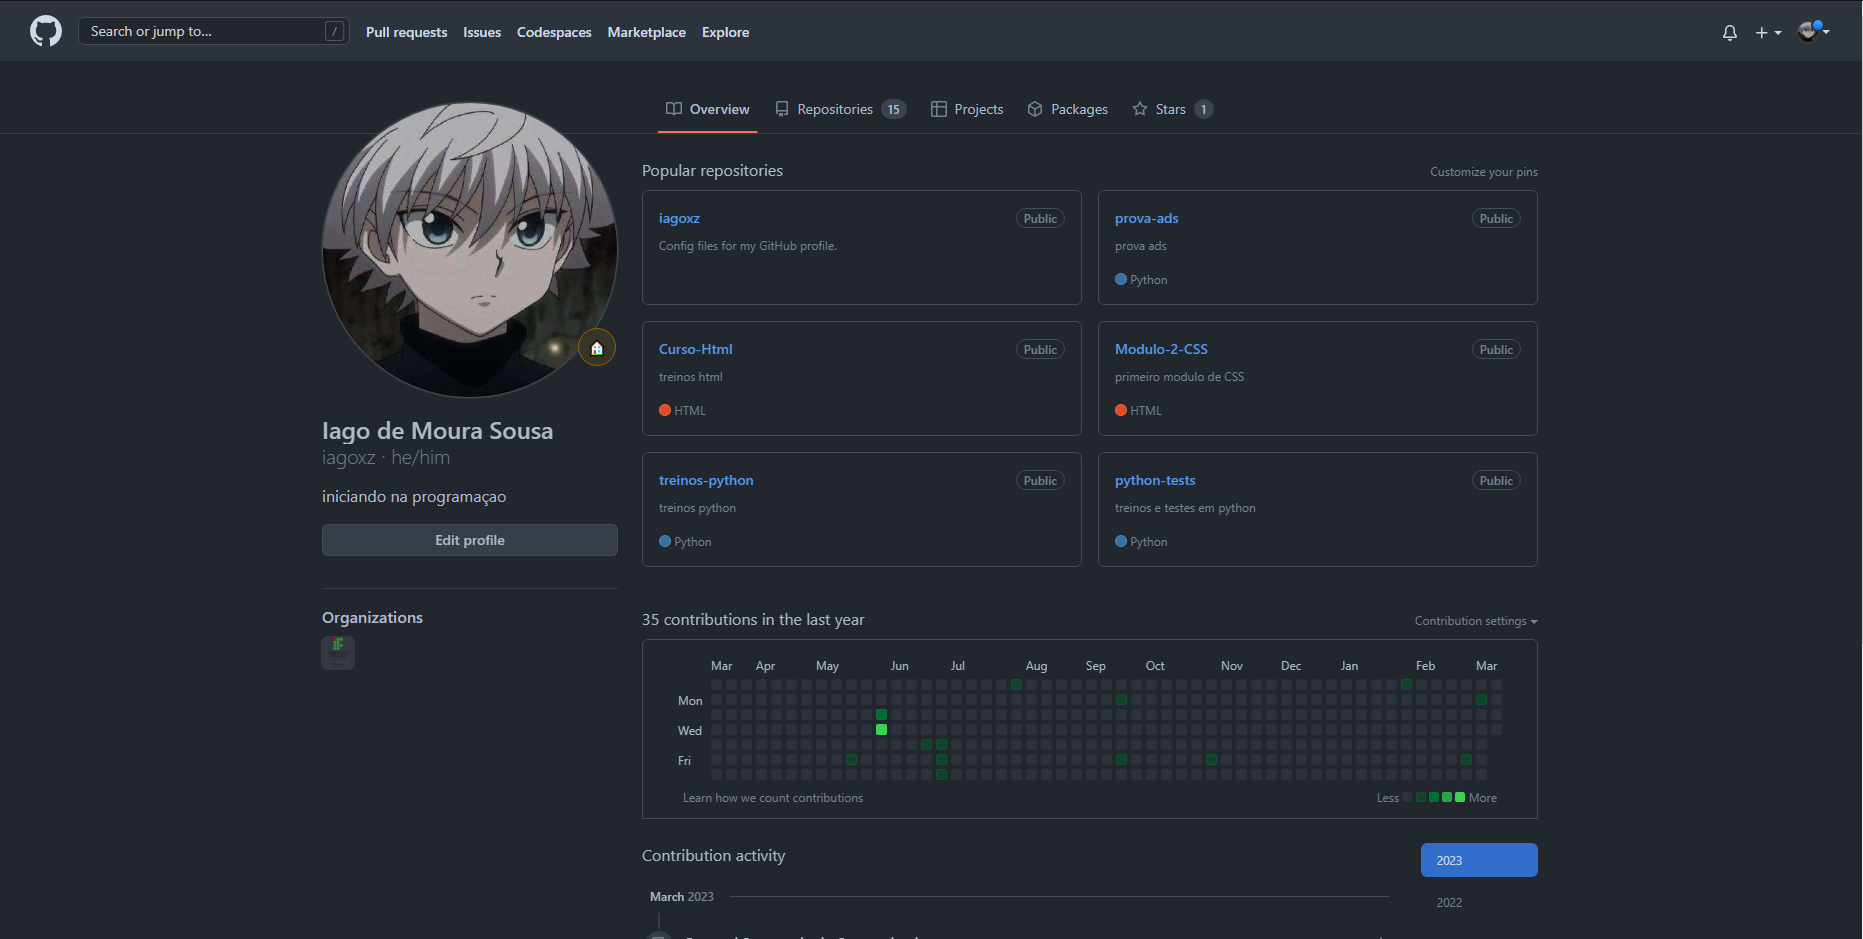 Search or jump to... /
Pull requests Issues Codespaces Marketplace Explore
Overview Repositories 15 Projects Packages Stars 1
Iago de Moura Sousa
iagoxz · he/him
iniciando na programaçao
Edit profile
Organizations
Popular repositories Customize your pins
iagoxz Public
Config files for my GitHub profile.
prova-ads Public
prova ads
Python
Curso-Html Public
treinos html
HTML
Modulo-2-CSS Public
primeiro modulo de CSS
HTML
treinos-python Public
treinos python
Python
python-tests Public
treinos e testes em python
Python
35 contributions in the last year Contribution settings
Mar Apr May Jun Jul Aug Sep Oct Nov Dec Jan Feb Mar
Mon
Wed
Fri
Learn how we count contributions Less More
Contribution activity
2023
2022
March 2023